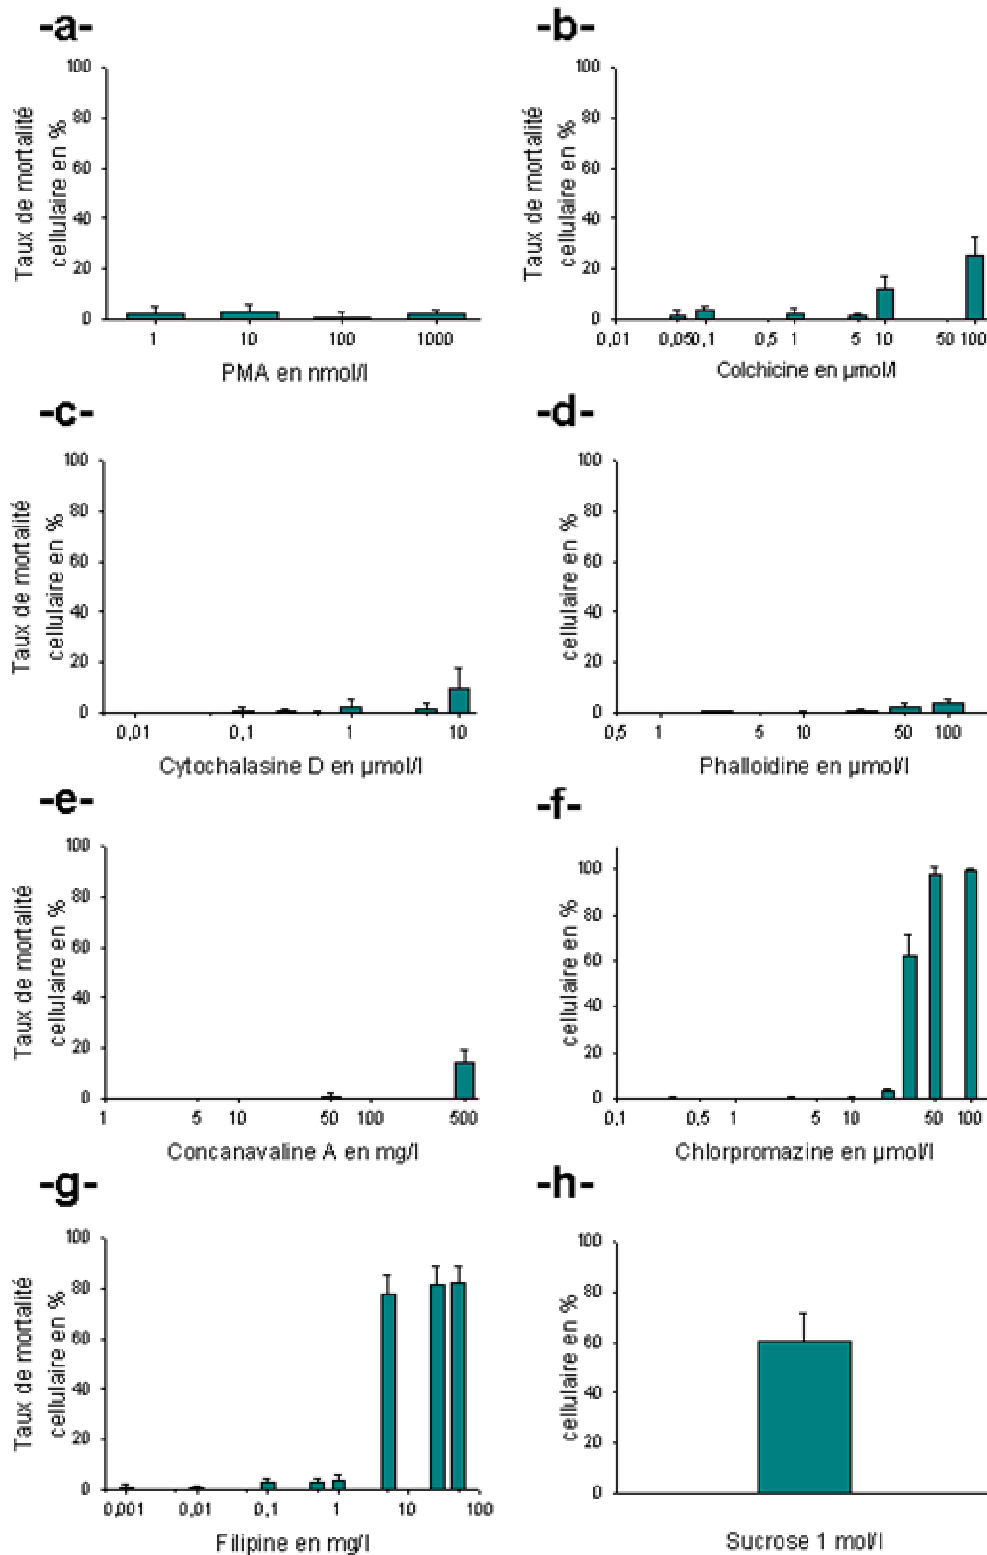 -a-
100
80
60
40
20
0
Taux de mortalité
cellulaire en %
1 10 100 1000
PMA en nmol/l
-b-
100
80
60
40
20
0
Taux de mortalité
cellulaire en %
0,01 0,05 0,1 0,5 1 5 10 50 100
Colchicine en µmol/l
-c-
100
80
60
40
20
0
Taux de mortalité
cellulaire en %
0,01 0,1 1 10
Cytochalasine D en µmol/l
-d-
100
80
60
40
20
0
cellulaire en %
0,5 1 5 10 50 100
Phalloidine en µmol/l
-e-
100
80
60
40
20
0
Taux de mortalité
cellulaire en %
1 5 10 50 100 500
Concanavaline A en mg/l
-f-
100
80
60
40
20
0
cellulaire en %
0,1 0,5 1 5 10 50 100
Chlorpromazine en µmol/l
-g-
100
80
60
40
20
0
Taux de mortalité
cellulaire en %
0,001 0,01 0,1 1 10 100
Filipine en mg/l
-h-
100
80
60
40
20
0
cellulaire en %
Sucrose 1 mol/l